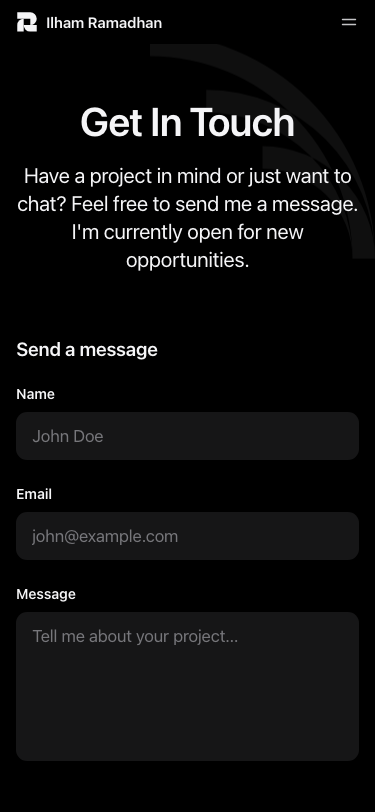 Ilham Ramadhan
Get In Touch
Have a project in mind or just want to
chat? Feel free to send me a message.
I'm currently open for new
opportunities.
Send a message
Name
John Doe
Email
john@example.com
Message
Tell me about your project...